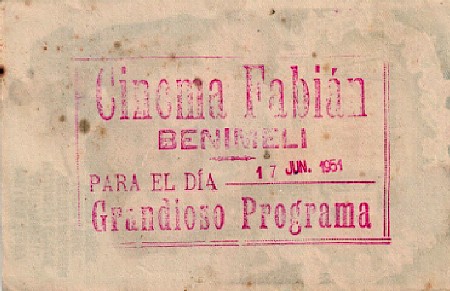 Cinema Fabián
BENIMELI
PARA EL DÍA 17 JUN. 1951
Grandioso Programa